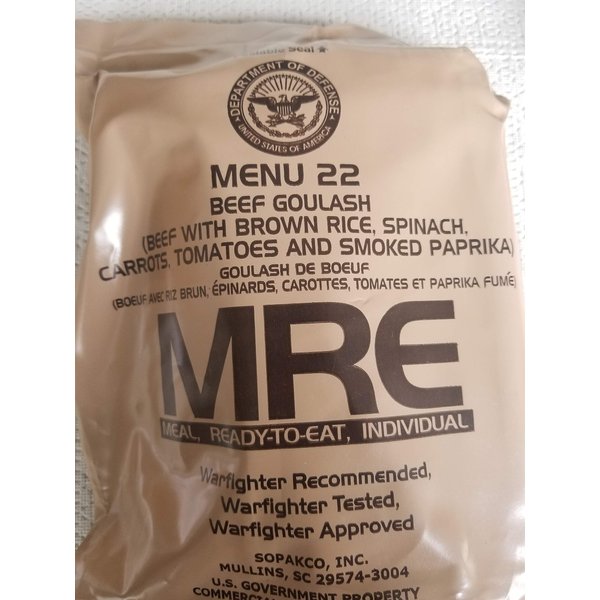 Seal
DEPARTMENT OF DEFENSE
UNITED STATES OF AMERICA
MENU 22
BEEF GOULASH
(BEEF WITH BROWN RICE, SPINACH,
CARROTS, TOMATOES AND SMOKED PAPRIKA)
GOULASH DE BOEUF
(BOEUF AVEC RIZ BRUN, ÉPINARDS, CAROTTES, TOMATES ET PAPRIKA FUMÉ)
MRE
MEAL, READY-TO-EAT, INDIVIDUAL
Warfighter Recommended,
Warfighter Tested,
Warfighter Approved
SOPAKCO, INC.
MULLINS, SC 29574-3004
U.S. GOVERNMENT PROPERTY